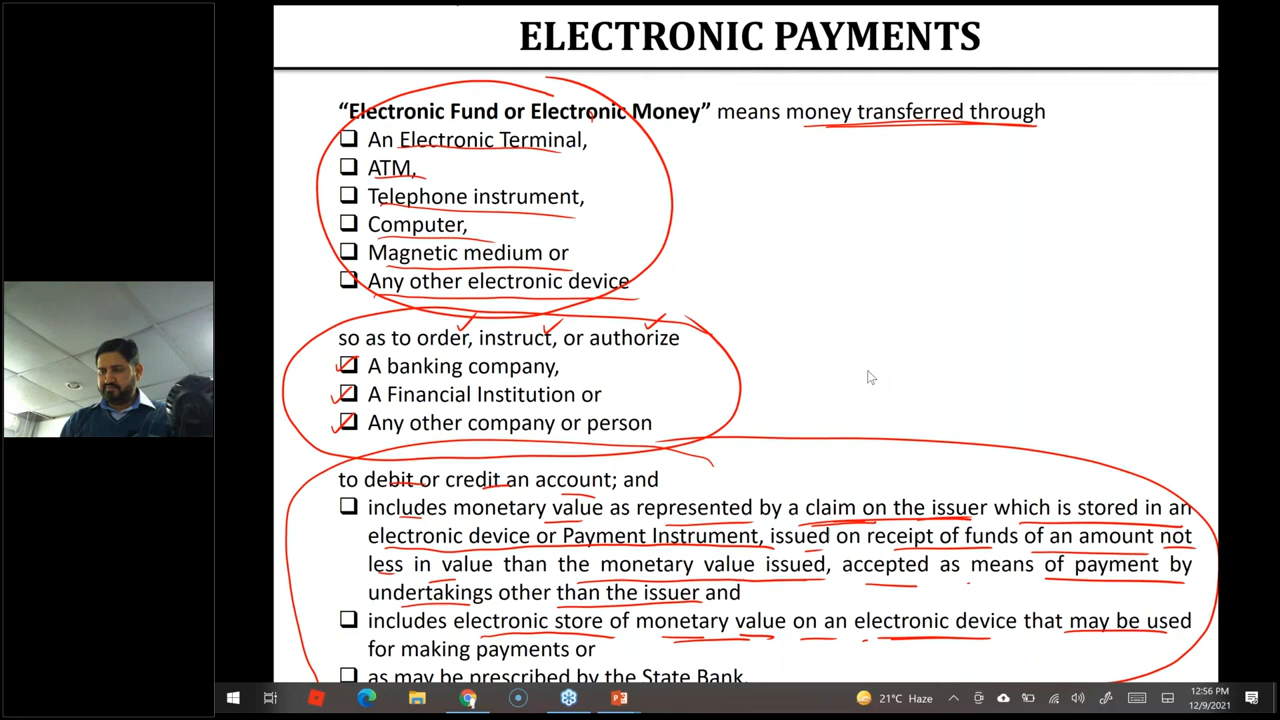 ELECTRONIC PAYMENTS
“Electronic Fund or Electronic Money” means money transferred through
An Electronic Terminal,
ATM,
Telephone instrument,
Computer,
Magnetic medium or
Any other electronic device
so as to order, instruct, or authorize
A banking company,
A Financial Institution or
Any other company or person
to debit or credit an account; and
includes monetary value as represented by a claim on the issuer which is stored in an
electronic device or Payment Instrument, issued on receipt of funds of an amount not
less in value than the monetary value issued, accepted as means of payment by
undertakings other than the issuer and
includes electronic store of monetary value on an electronic device that may be used
for making payments or
as may be prescribed by the State Bank.
21°C Haze
12:56 PM
12/9/2021